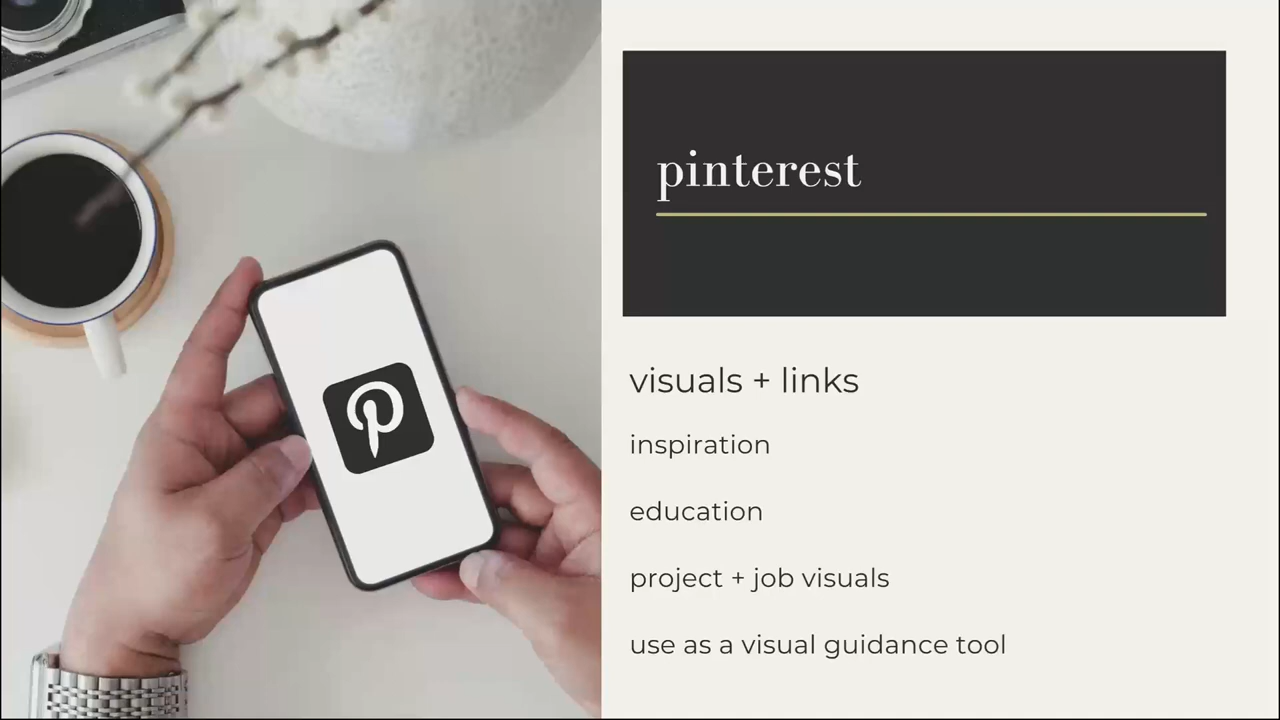 pinterest
visuals + links
inspiration
education
project + job visuals
use as a visual guidance tool